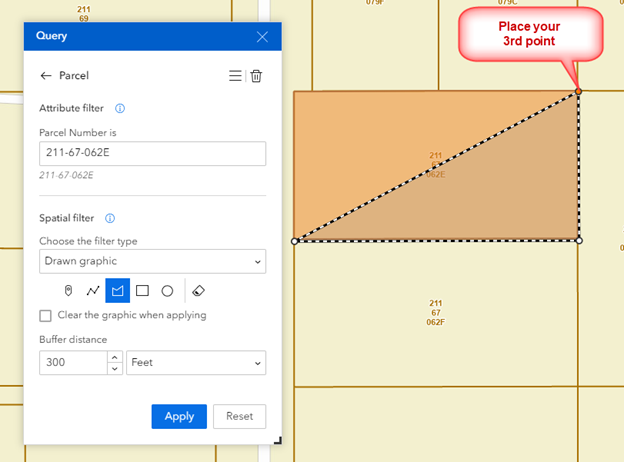 079F
079C
211
69
Query
Place your
3rd point
Parcel
Attribute filter
Parcel Number is
211-67-062E
211-67-062E
211
67
062E
Spatial filter
Choose the filter type
Drawn graphic
Clear the graphic when applying
Buffer distance
300
Feet
211
67
062F
Apply
Reset